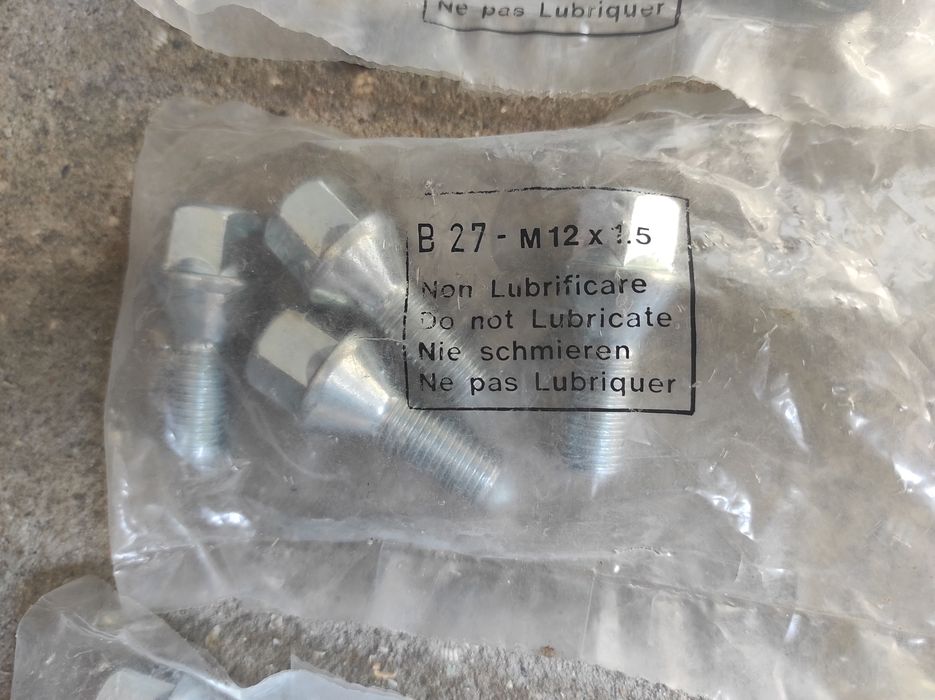 Ne pas Lubriquer
B 27 - M12 x 1.5
Non Lubrificare
Do not Lubricate
Nie schmieren
Ne pas Lubriquer